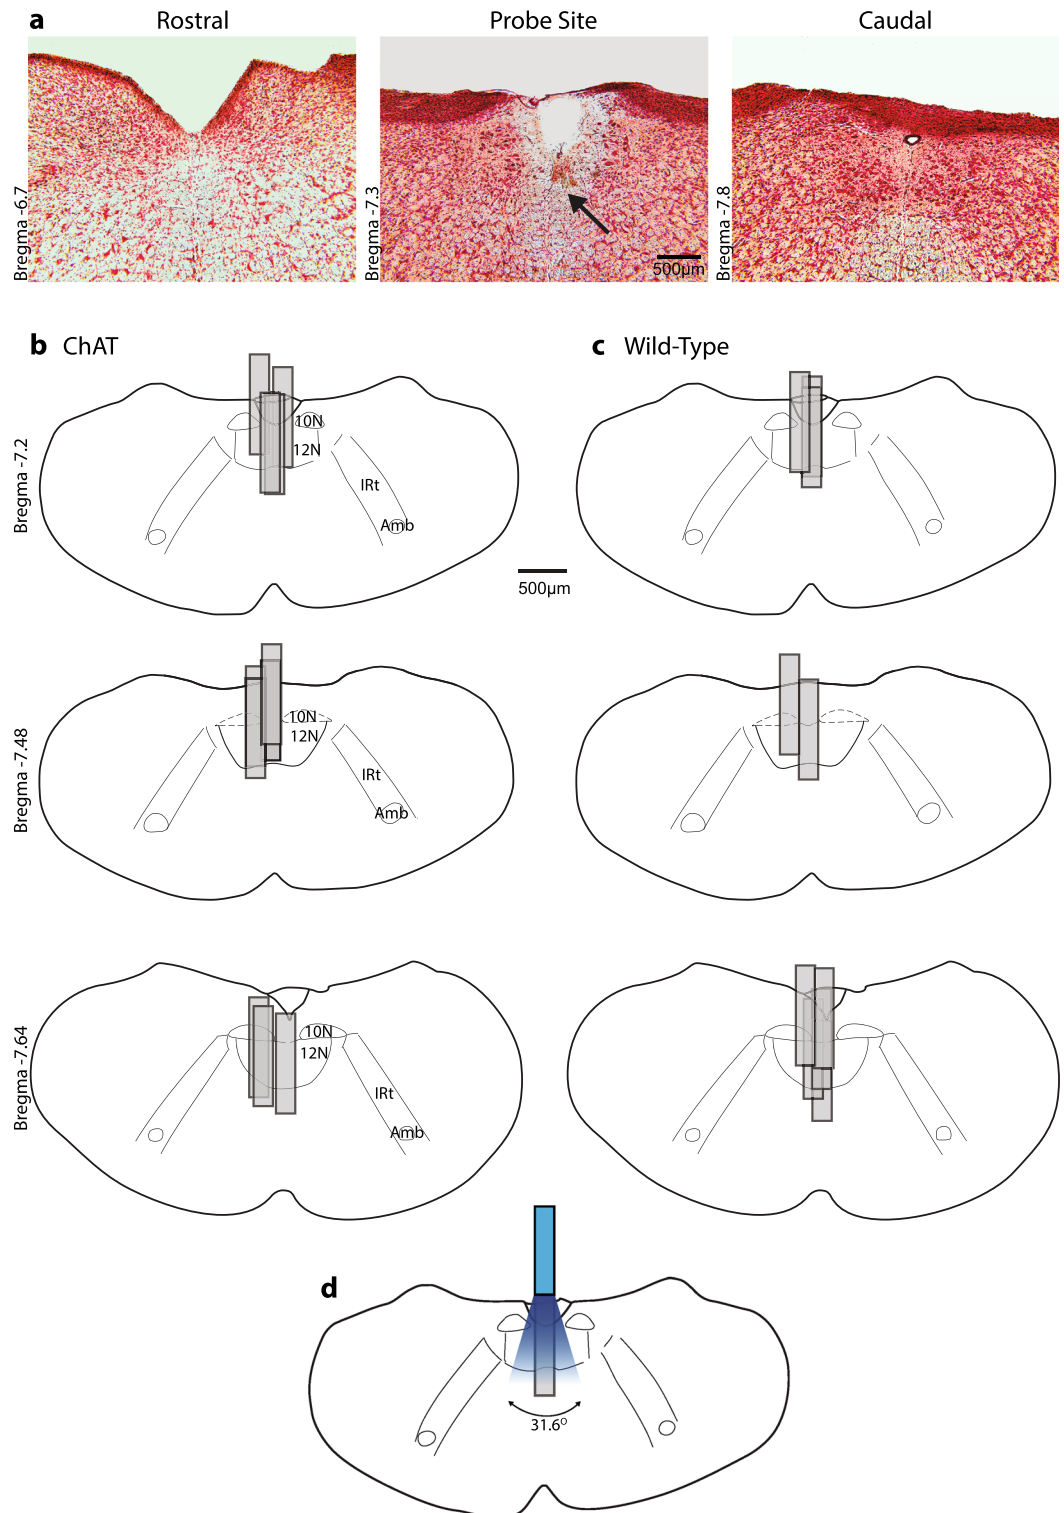 a
Rostral
Probe Site
Caudal
Bregma -6.7
Bregma -7.3
500µm
Bregma -7.8
b ChAT
c Wild-Type
Bregma -7.2
10N
12N
IRt
Amb
500µm
Bregma -7.48
10N
12N
IRt
Amb
Bregma -7.64
10N
12N
IRt
Amb
d
31.6°